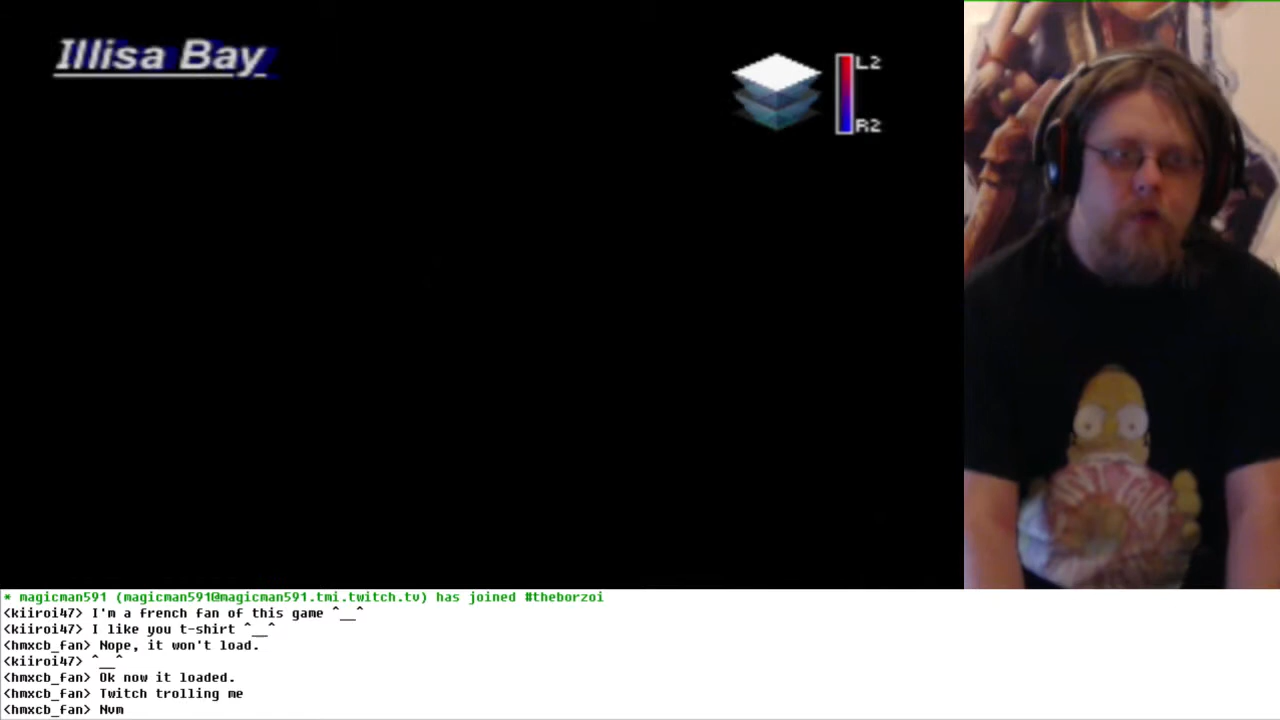 Illisa Bay
L2
R2
* magicman591 (magicman591@magicman591.tmi.twitch.tv) has joined #theborzoi
<kiiroi47> I'm a french fan of this game ^__^
<kiiroi47> I like you t-shirt ^__^
<hmxcb_fan> Nope, it won't load.
<kiiroi47> ^__^
<hmxcb_fan> Ok now it loaded.
<hmxcb_fan> Twitch trolling me
<hmxcb_fan> Nvm